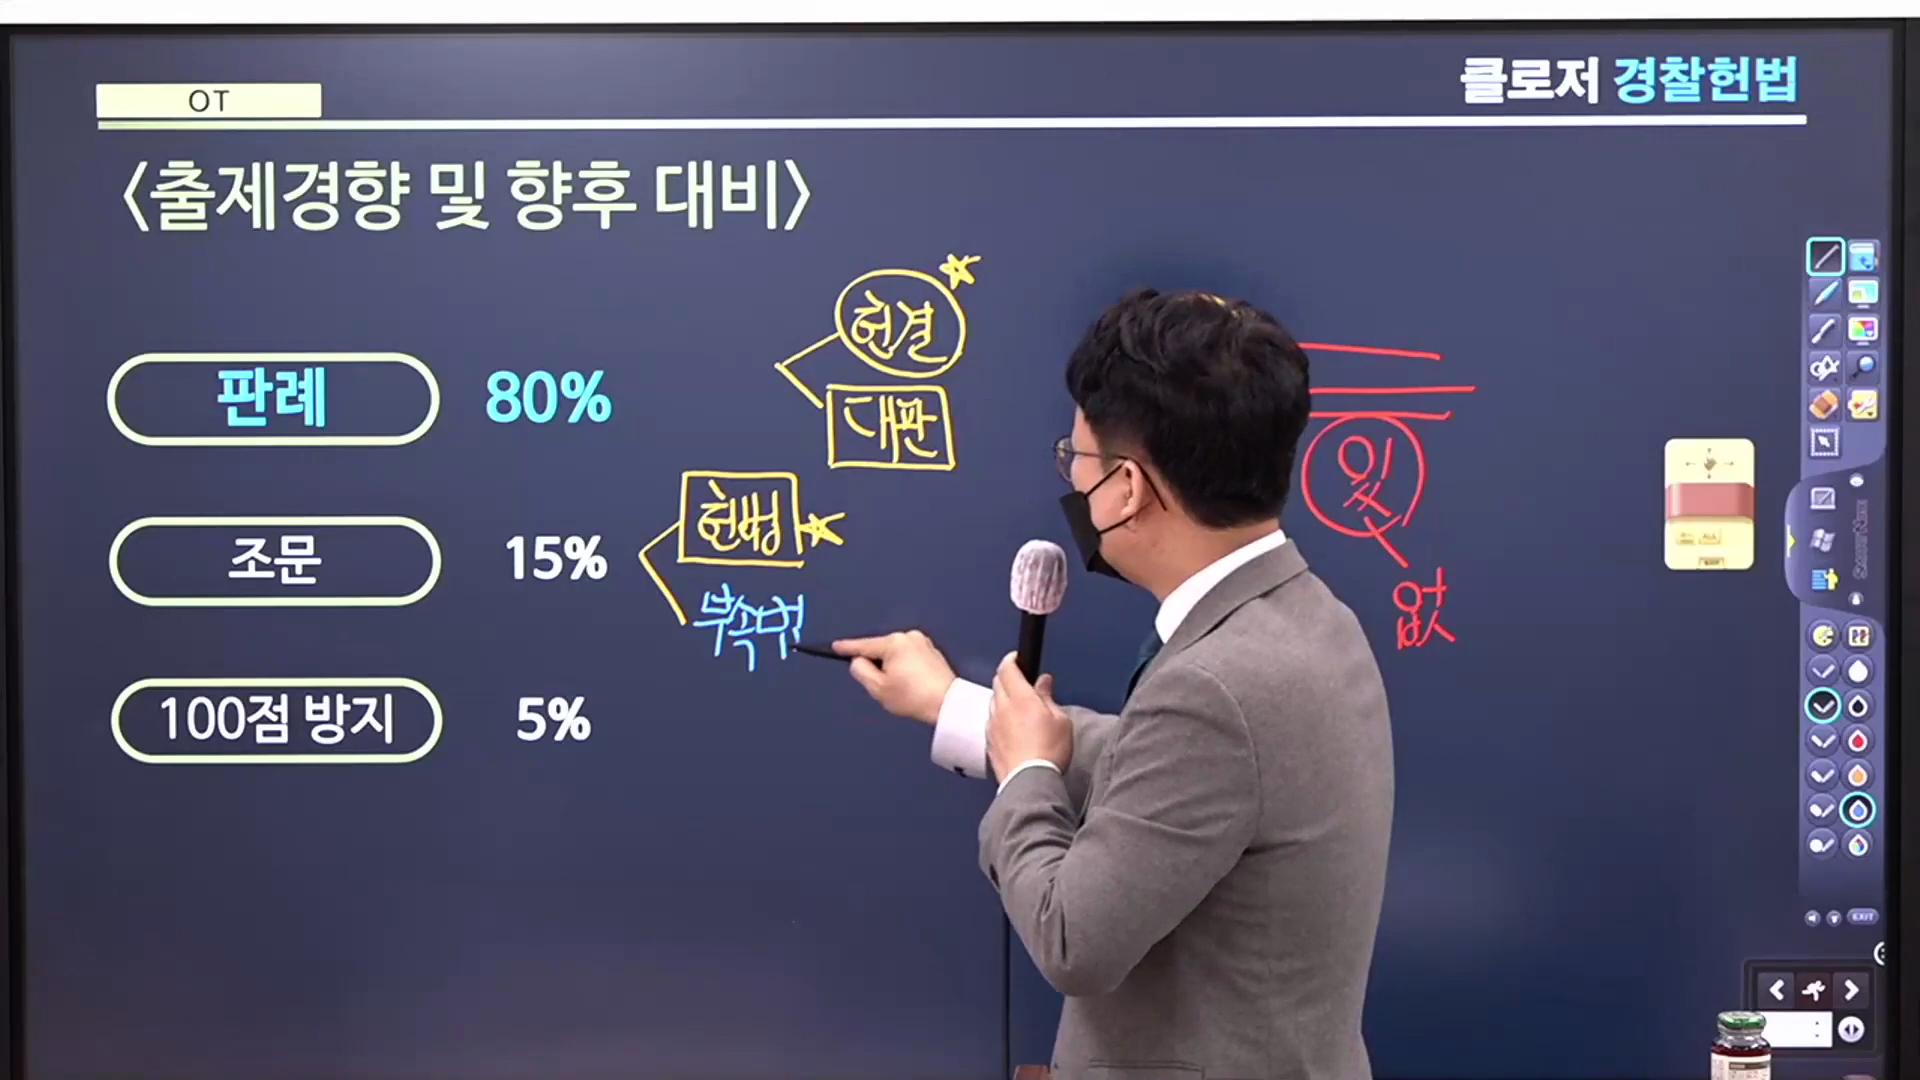 OT
클로저 경찰헌법
<출제경향 및 향후 대비>
헌결
판례 80%
대판
있
헌법
조문 15%
부속법
없
100점 방지 5%
EXIT